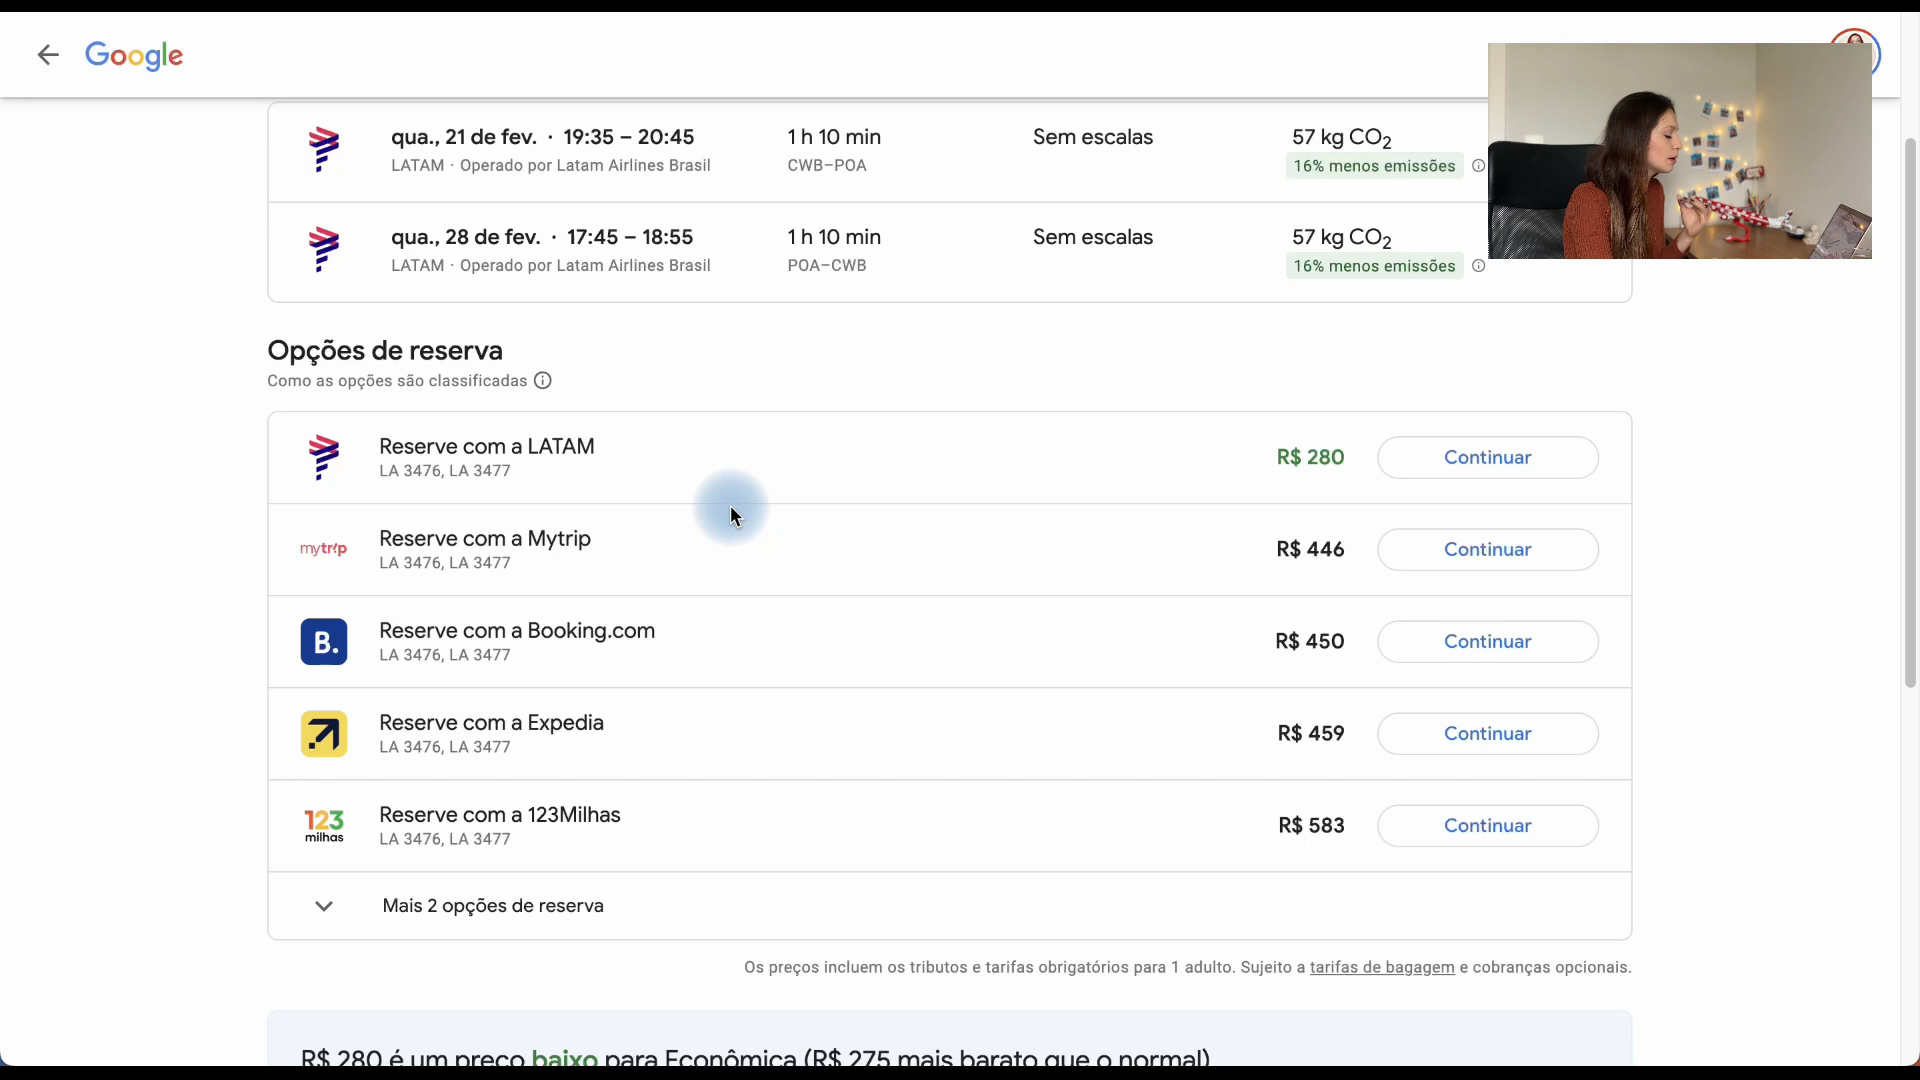 Google
qua., 21 de fev. · 19:35 – 20:45
1 h 10 min
Sem escalas
57 kg CO2
LATAM · Operado por Latam Airlines Brasil
CWB–POA
16% menos emissões
qua., 28 de fev. · 17:45 – 18:55
1 h 10 min
Sem escalas
57 kg CO2
LATAM · Operado por Latam Airlines Brasil
POA–CWB
16% menos emissões
Opções de reserva
Como as opções são classificadas
Reserve com a LATAM
LA 3476, LA 3477
R$ 280
Continuar
mytrip
Reserve com a Mytrip
LA 3476, LA 3477
R$ 446
Continuar
B.
Reserve com a Booking.com
LA 3476, LA 3477
R$ 450
Continuar
Reserve com a Expedia
LA 3476, LA 3477
R$ 459
Continuar
123
milhas
Reserve com a 123Milhas
LA 3476, LA 3477
R$ 583
Continuar
Mais 2 opções de reserva
Os preços incluem os tributos e tarifas obrigatórios para 1 adulto. Sujeito a tarifas de bagagem e cobranças opcionais.
R$ 280 é um preço baixo para Econômica (R$ 275 mais barato que o normal)